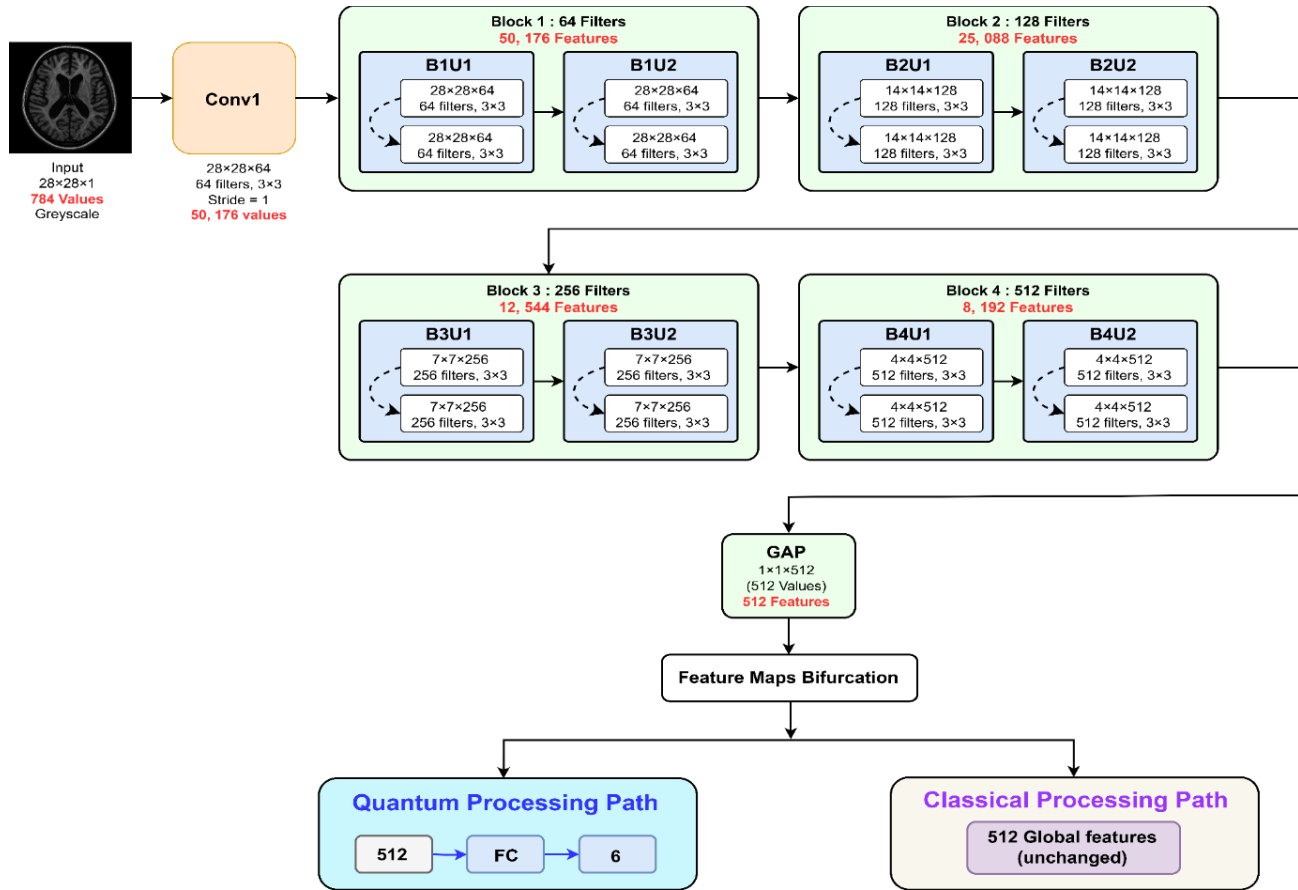 Input
28×28×1
784 Values
Greyscale
Conv1
28×28×64
64 filters, 3×3
Stride = 1
50, 176 values
Block 1 : 64 Filters
50, 176 Features
B1U1
28×28×64
64 filters, 3×3
28×28×64
64 filters, 3×3
B1U2
28×28×64
64 filters, 3×3
28×28×64
64 filters, 3×3
Block 2 : 128 Filters
25, 088 Features
B2U1
14×14×128
128 filters, 3×3
14×14×128
128 filters, 3×3
B2U2
14×14×128
128 filters, 3×3
14×14×128
128 filters, 3×3
Block 3 : 256 Filters
12, 544 Features
B3U1
7×7×256
256 filters, 3×3
7×7×256
256 filters, 3×3
B3U2
7×7×256
256 filters, 3×3
7×7×256
256 filters, 3×3
Block 4 : 512 Filters
8, 192 Features
B4U1
4×4×512
512 filters, 3×3
4×4×512
512 filters, 3×3
B4U2
4×4×512
512 filters, 3×3
4×4×512
512 filters, 3×3
GAP
1×1×512
(512 Values)
512 Features
Feature Maps Bifurcation
Quantum Processing Path
512
FC
6
Classical Processing Path
512 Global features
(unchanged)